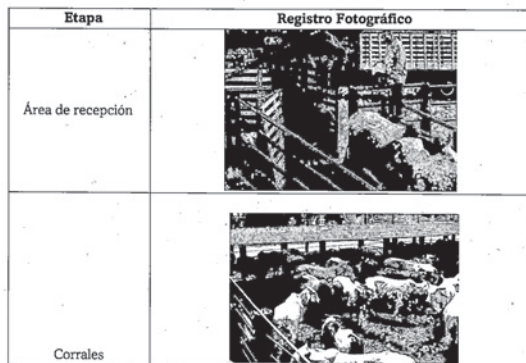 Etapa
Registro Fotográfico
Área de recepción
Corrales